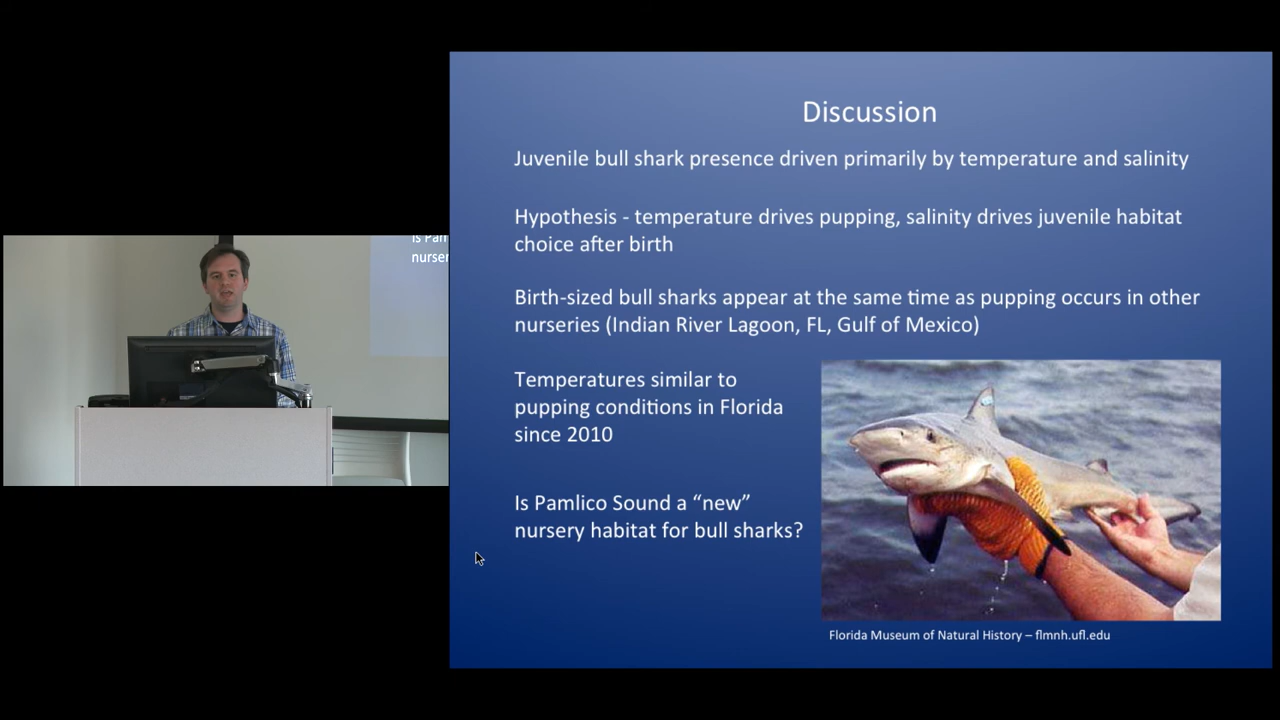 is Pam
nurser
Discussion
Juvenile bull shark presence driven primarily by temperature and salinity
Hypothesis - temperature drives pupping, salinity drives juvenile habitat
choice after birth
Birth-sized bull sharks appear at the same time as pupping occurs in other
nurseries (Indian River Lagoon, FL, Gulf of Mexico)
Temperatures similar to
pupping conditions in Florida
since 2010
Is Pamlico Sound a “new”
nursery habitat for bull sharks?
Florida Museum of Natural History – flmnh.ufl.edu